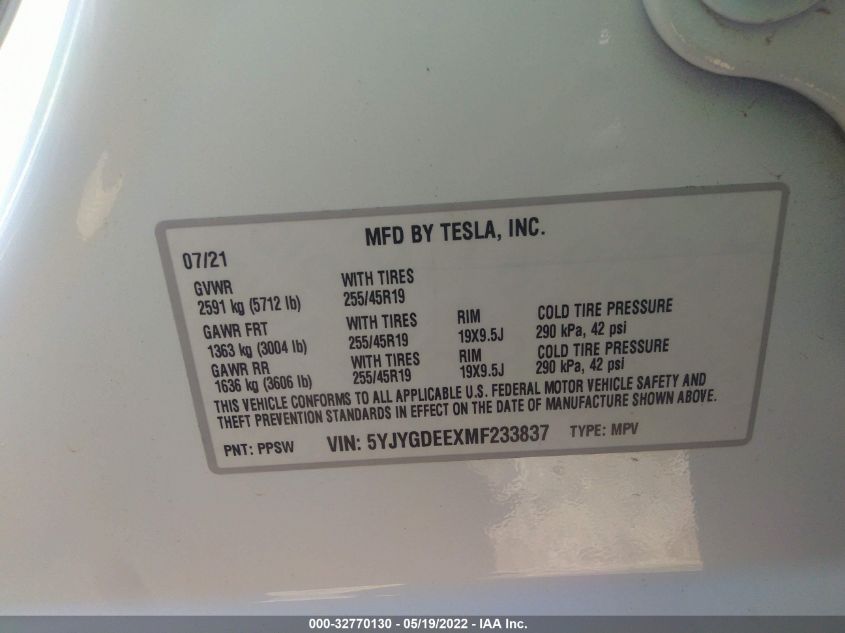 MFD BY TESLA, INC.
07/21
GVWR WITH TIRES
2591 kg (5712 lb) 255/45R19
GAWR FRT WITH TIRES RIM COLD TIRE PRESSURE
1363 kg (3004 lb) 255/45R19 19X9.5J 290 kPa, 42 psi
GAWR RR WITH TIRES RIM COLD TIRE PRESSURE
1636 kg (3606 lb) 255/45R19 19X9.5J 290 kPa, 42 psi
THIS VEHICLE CONFORMS TO ALL APPLICABLE U.S. FEDERAL MOTOR VEHICLE SAFETY AND
THEFT PREVENTION STANDARDS IN EFFECT ON THE DATE OF MANUFACTURE SHOWN ABOVE.
PNT: PPSW VIN: 5YJYGDEEXMF233837 TYPE: MPV
000-32770130 - 05/19/2022 - IAA Inc.